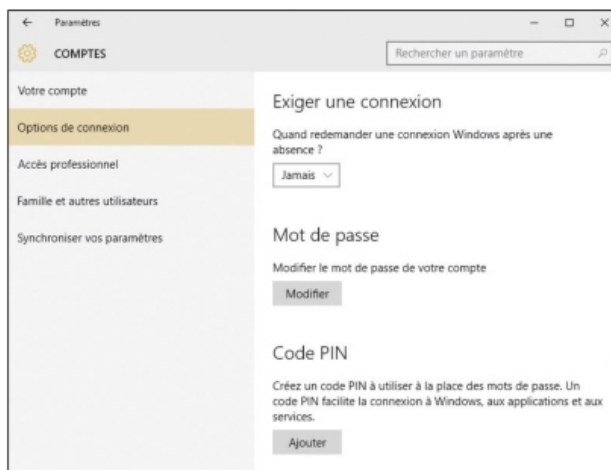 Paramètres
COMPTES
Rechercher un paramètre
Votre compte
Options de connexion
Accès professionnel
Famille et autres utilisateurs
Synchroniser vos paramètres
Exiger une connexion
Quand redemander une connexion Windows après une
absence ?
Jamais
Mot de passe
Modifier le mot de passe de votre compte
Modifier
Code PIN
Créez un code PIN à utiliser à la place des mots de passe. Un
code PIN facilite la connexion à Windows, aux applications et aux
services.
Ajouter